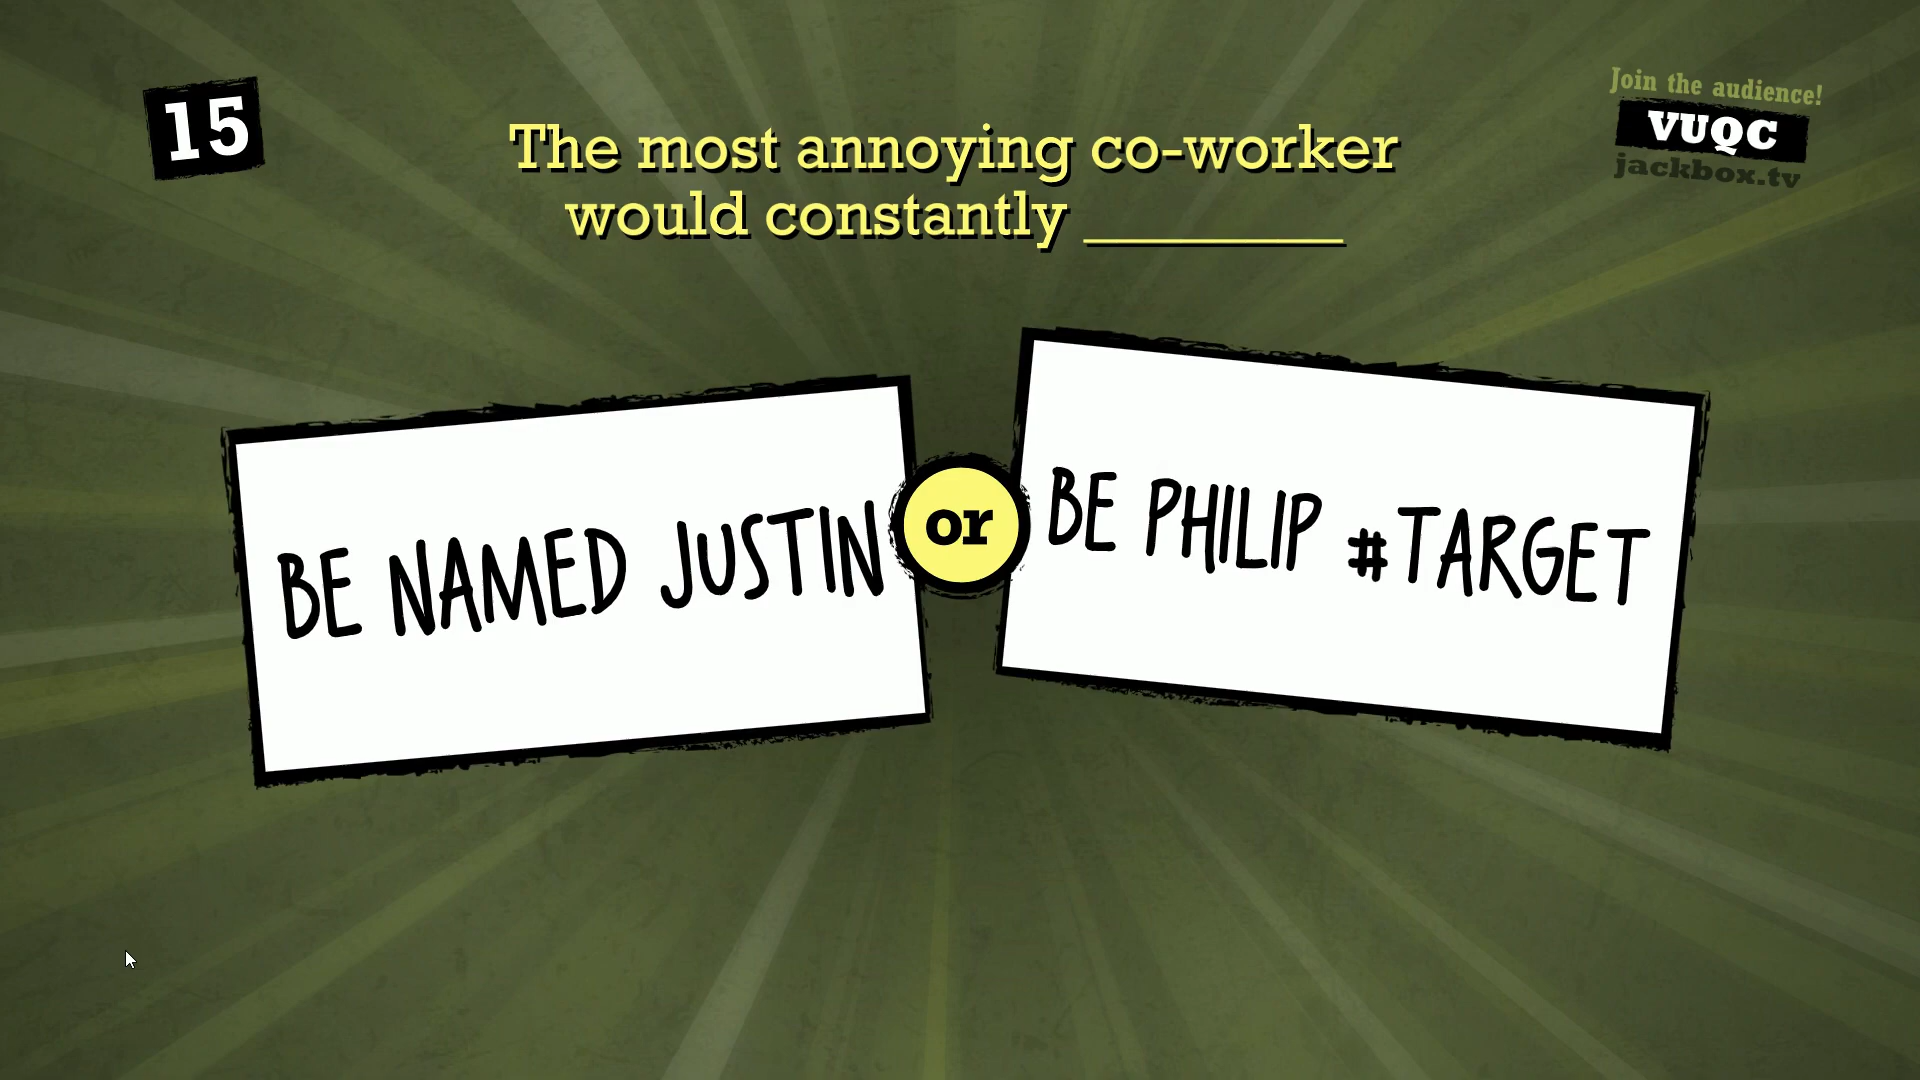 15
The most annoying co-worker
would constantly ________
Join the audience!
VUQC
jackbox.tv
BE NAMED JUSTIN
or
BE PHILIP #TARGET